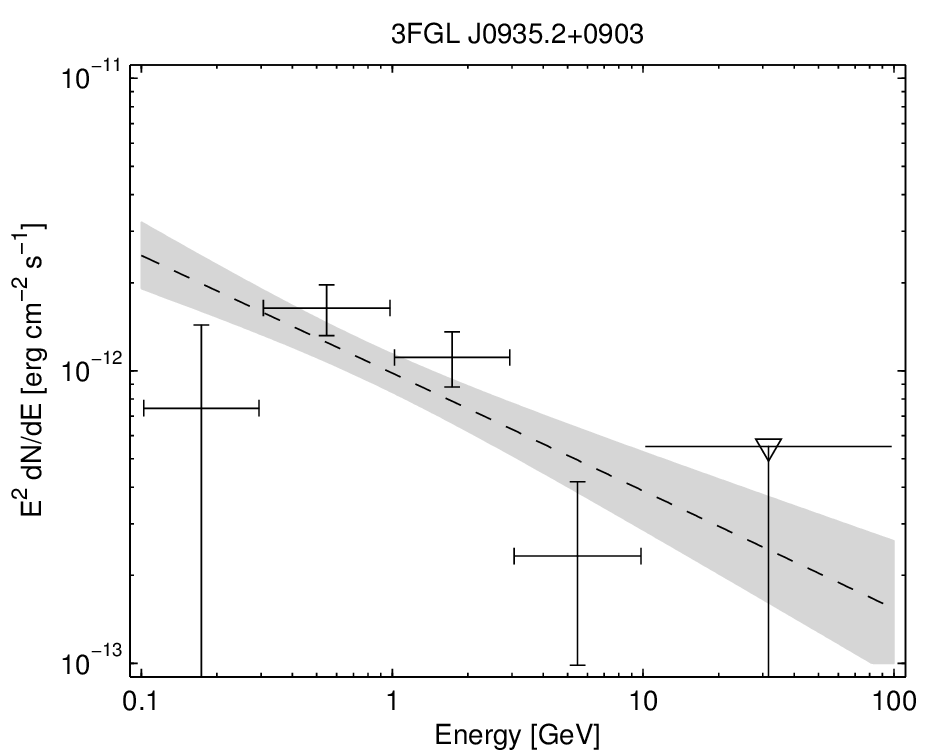 3FGL J0935.2+0903
10⁻¹¹
10⁻¹²
10⁻¹³
E² dN/dE [erg cm⁻² s⁻¹]
0.1 1 10 100
Energy [GeV]